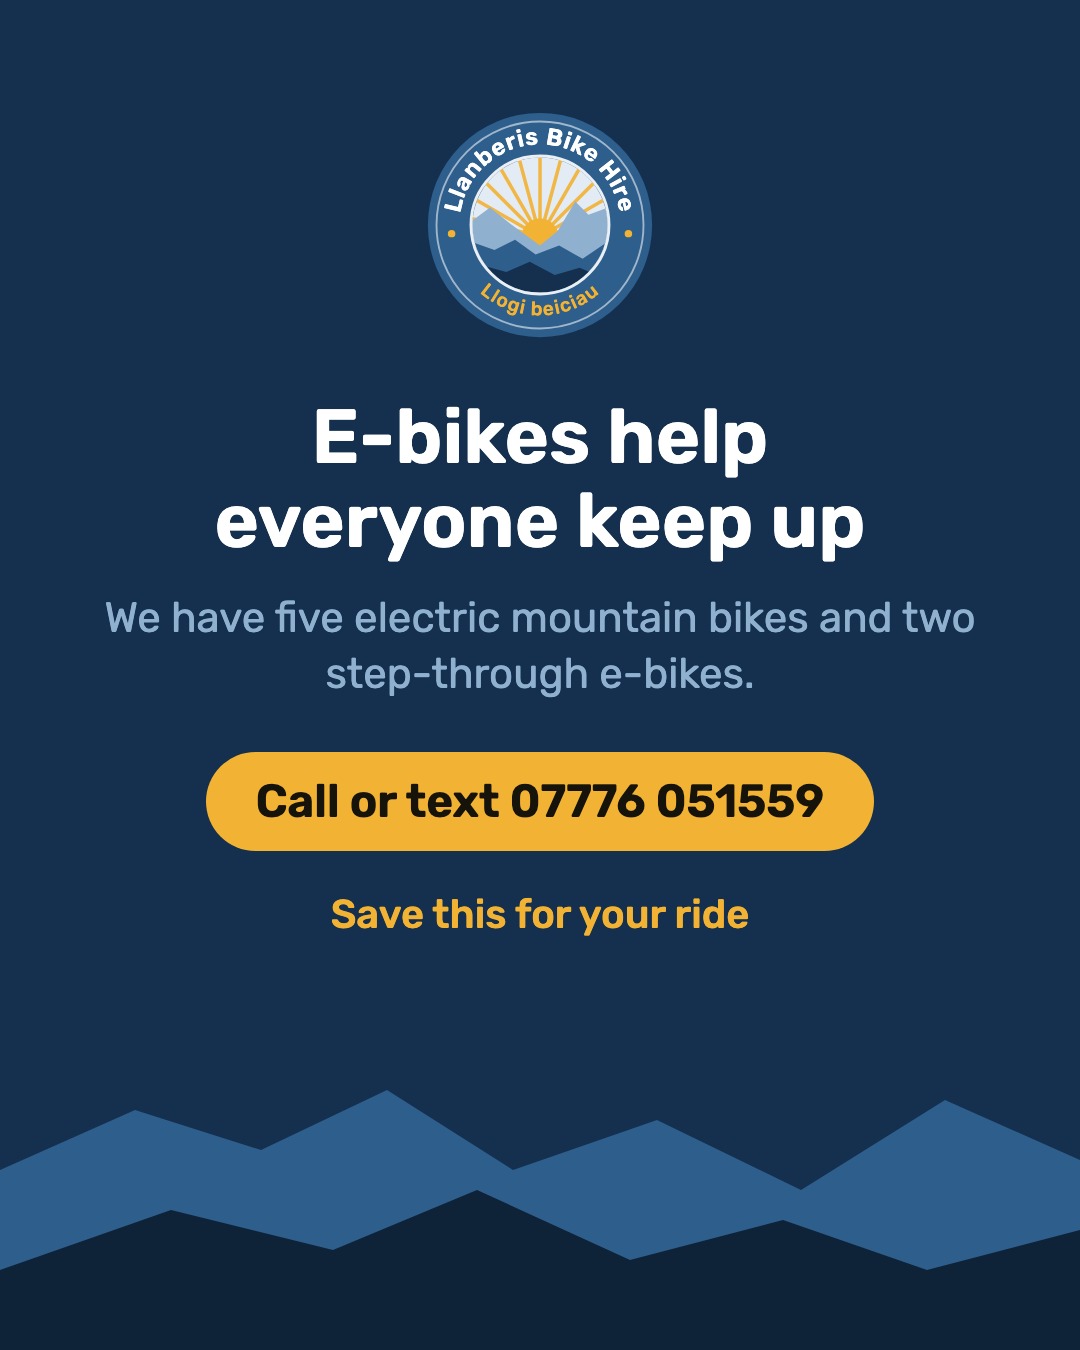 Llanberis Bike Hire
Llogi beiciau
E-bikes help
everyone keep up
We have five electric mountain bikes and two
step-through e-bikes.
Call or text 07776 051559
Save this for your ride